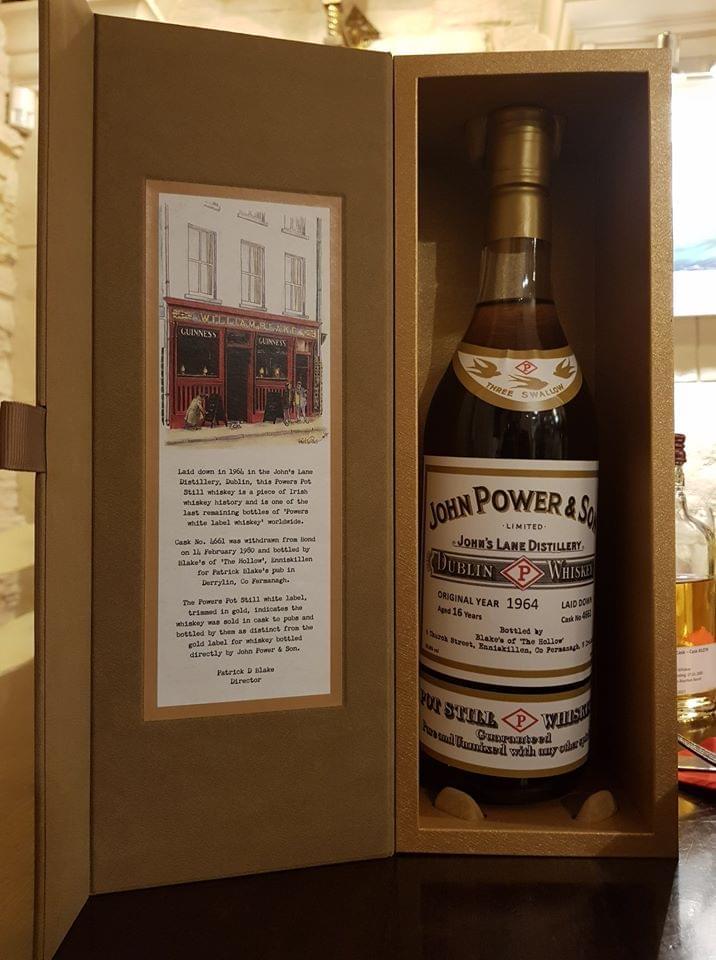 WILLIAM BLAKE
GUINNESS
GUINNESS
Laid down in 1964 in the John's Lane
Distillery, Dublin, this Powers Pot
Still whiskey is a piece of Irish
whiskey history and is one of the
last remaining bottles of 'Powers
white label whiskey' worldwide.
Cask No. 4661 was withdrawn from Bond
on 14 February 1980 and bottled by
Blake's of 'The Hollow', Enniskillen
for Patrick Blake's pub in
Derrylin, Co Fermanagh.
The Powers Pot Still white label,
trimmed in gold, indicates the
whiskey was sold in cask to pubs and
bottled by them as distinct from the
gold label for whiskey bottled
directly by John Power & Son.
Patrick D Blake
Director
P
THREE SWALLOW
JOHN POWER & SON
·LIMITED·
JOHN'S LANE DISTILLERY
DUBLIN P WHISKEY
ORIGINAL YEAR 1964 LAID DOWN
Aged 16 Years Cask No 4661
Bottled by
Blake's of 'The Hollow'
Church Street, Enniskillen, Co Fermanagh,
POT STILL P WHISK
Guaranteed
Pure and Unmixed with any other